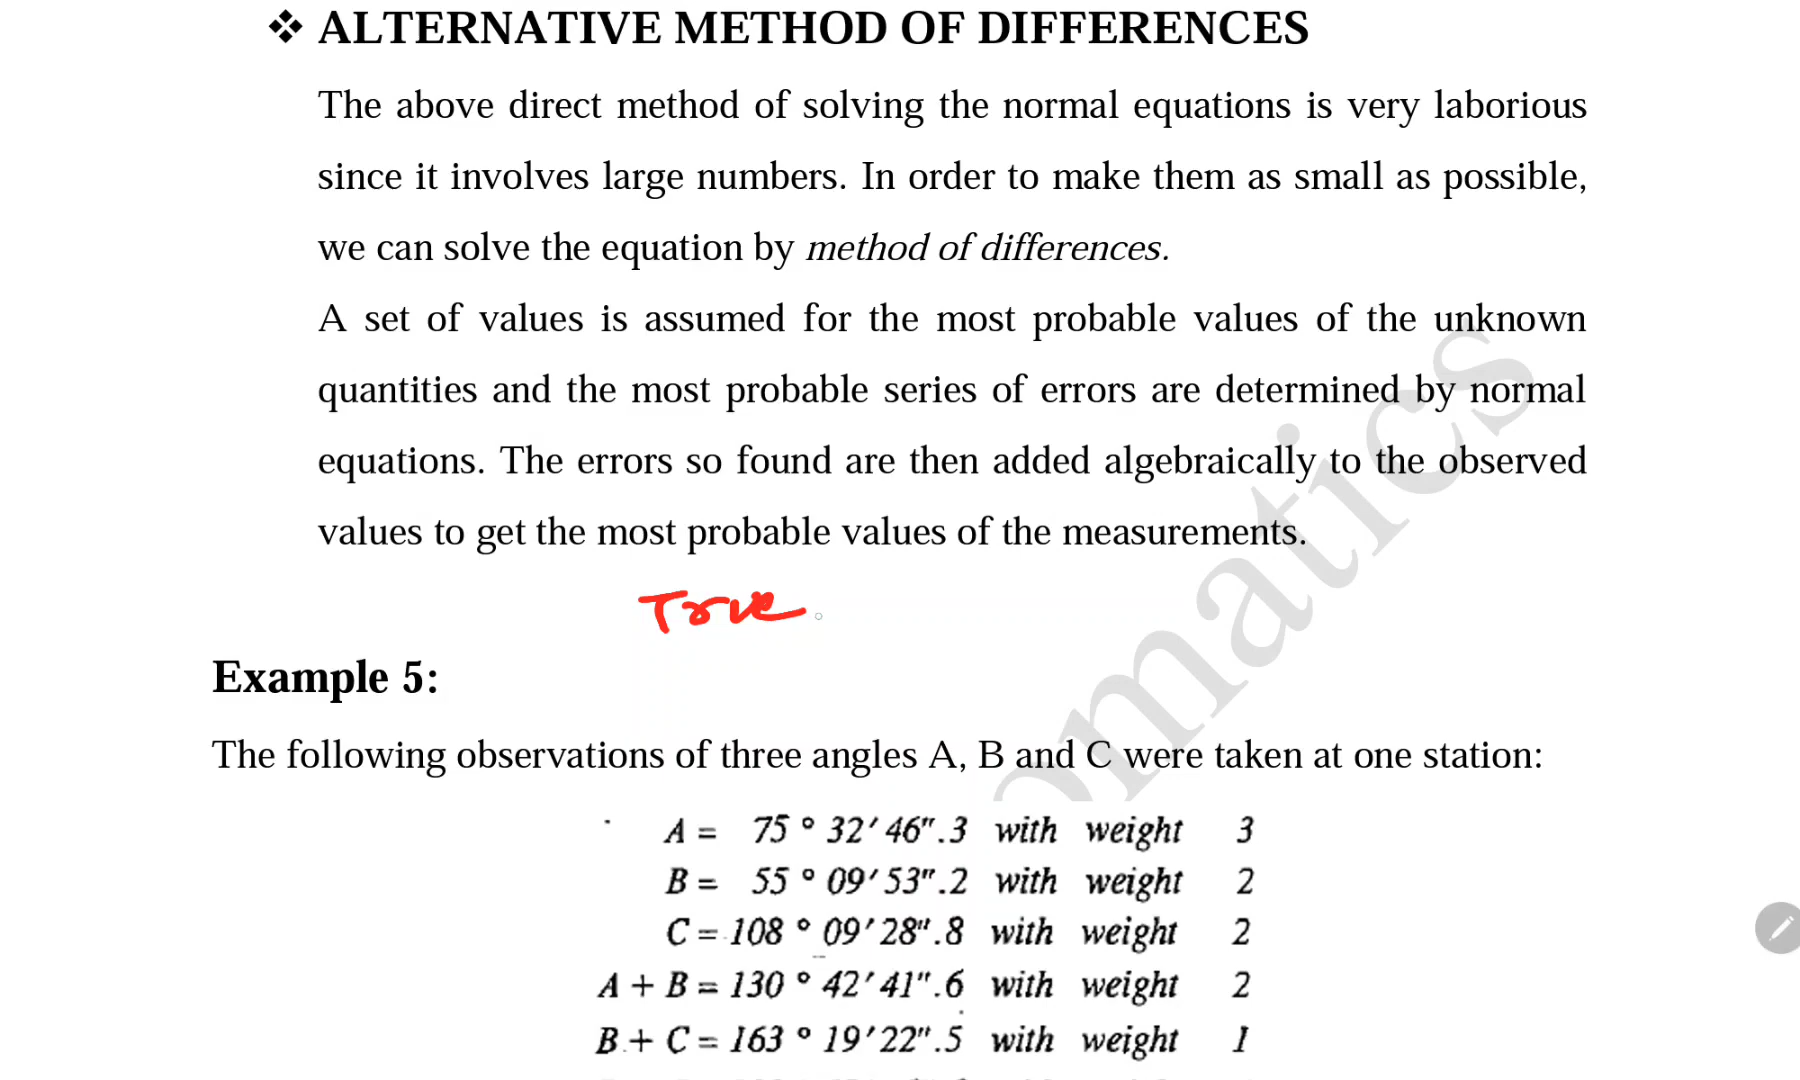 ❖ ALTERNATIVE METHOD OF DIFFERENCES
The above direct method of solving the normal equations is very laborious
since it involves large numbers. In order to make them as small as possible,
we can solve the equation by method of differences.
A set of values is assumed for the most probable values of the unknown
quantities and the most probable series of errors are determined by normal
equations. The errors so found are then added algebraically to the observed
values to get the most probable values of the measurements.
True
Example 5:
The following observations of three angles A, B and C were taken at one station:
A = 75 ° 32' 46".3 with weight 3
B = 55 ° 09' 53".2 with weight 2
C = 108 ° 09' 28".8 with weight 2
A + B = 130 ° 42' 41".6 with weight 2
B + C = 163 ° 19' 22".5 with weight 1
omatics